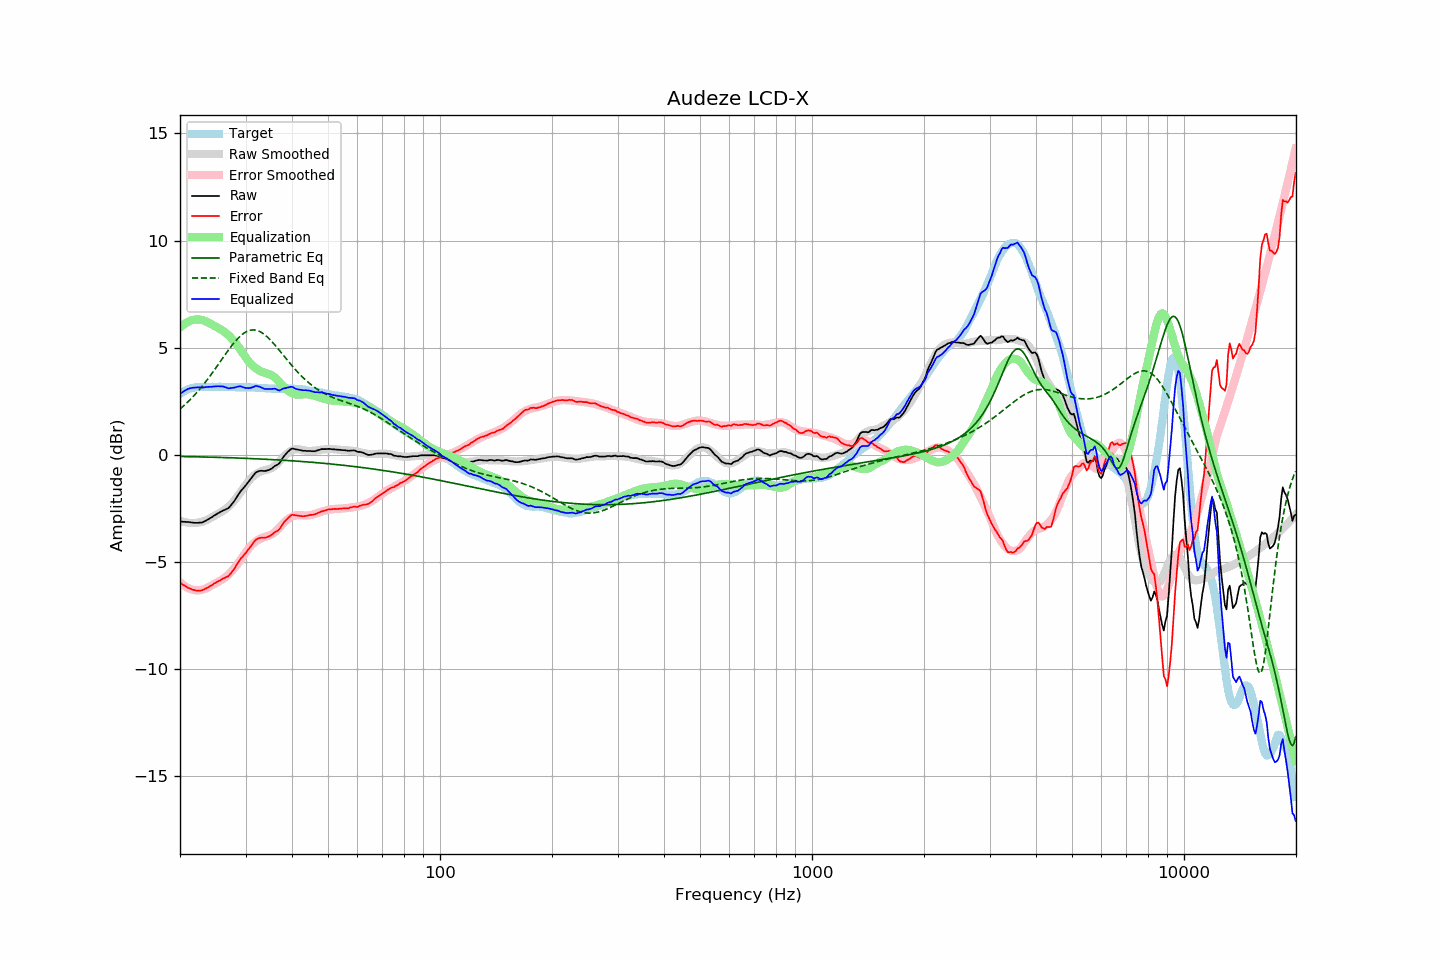 Audeze LCD-X
Target
Raw Smoothed
Error Smoothed
Raw
Error
Equalization
Parametric Eq
Fixed Band Eq
Equalized
15
10
5
0
−5
−10
−15
Amplitude (dBr)
100
1000
10000
Frequency (Hz)